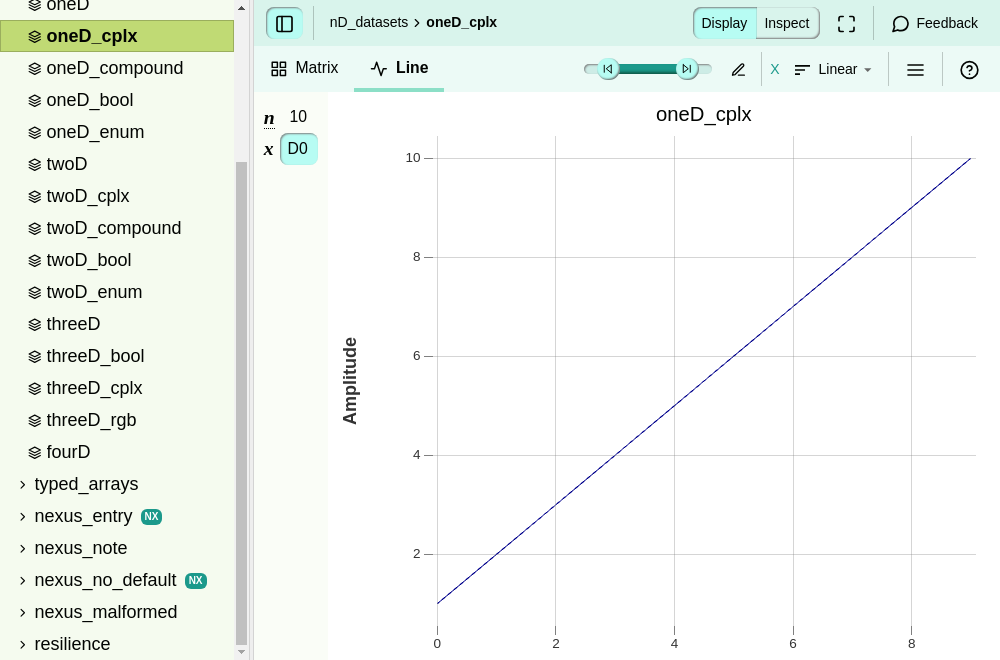 oneD
oneD_cplx
oneD_compound
oneD_bool
oneD_enum
twoD
twoD_cplx
twoD_compound
twoD_bool
twoD_enum
threeD
threeD_bool
threeD_cplx
threeD_rgb
fourD
typed_arrays
nexus_entry NX
nexus_note
nexus_no_default NX
nexus_malformed
resilience
nD_datasets › oneD_cplx
Display Inspect
Feedback
Matrix
Line
X
Linear
n 10
x D0
oneD_cplx
Amplitude
10
8
6
4
2
0 2 4 6 8